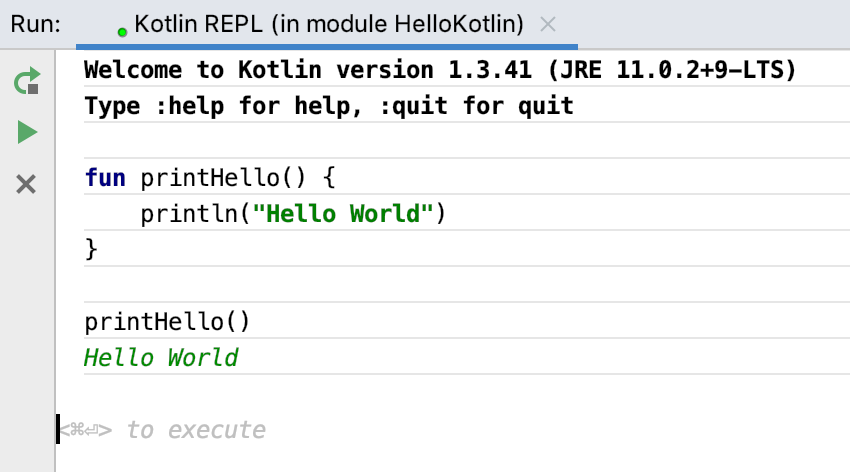 Run: Kotlin REPL (in module HelloKotlin)
Welcome to Kotlin version 1.3.41 (JRE 11.0.2+9-LTS)
Type :help for help, :quit for quit
fun printHello() {
    println("Hello World")
}
printHello()
Hello World
<⌘⏎> to execute